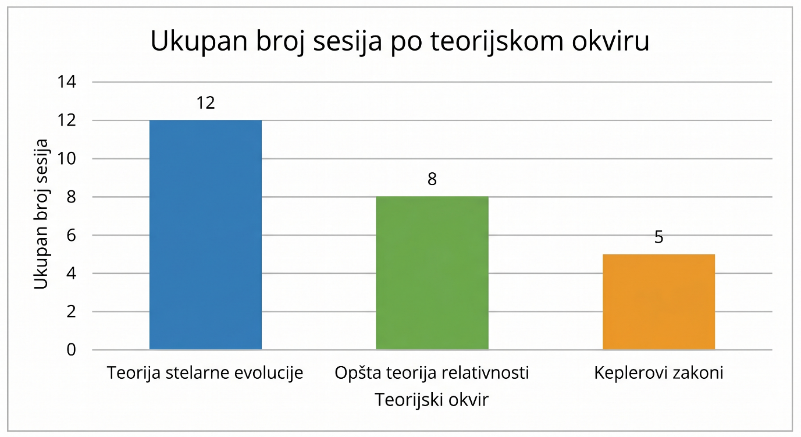 Ukupan broj sesija po teorijskom okviru
Ukupan broj sesija
14
12
10
8
6
4
2
0
12
8
5
Teorija stelarne evolucije
Opšta teorija relativnosti
Keplerovi zakoni
Teorijski okvir